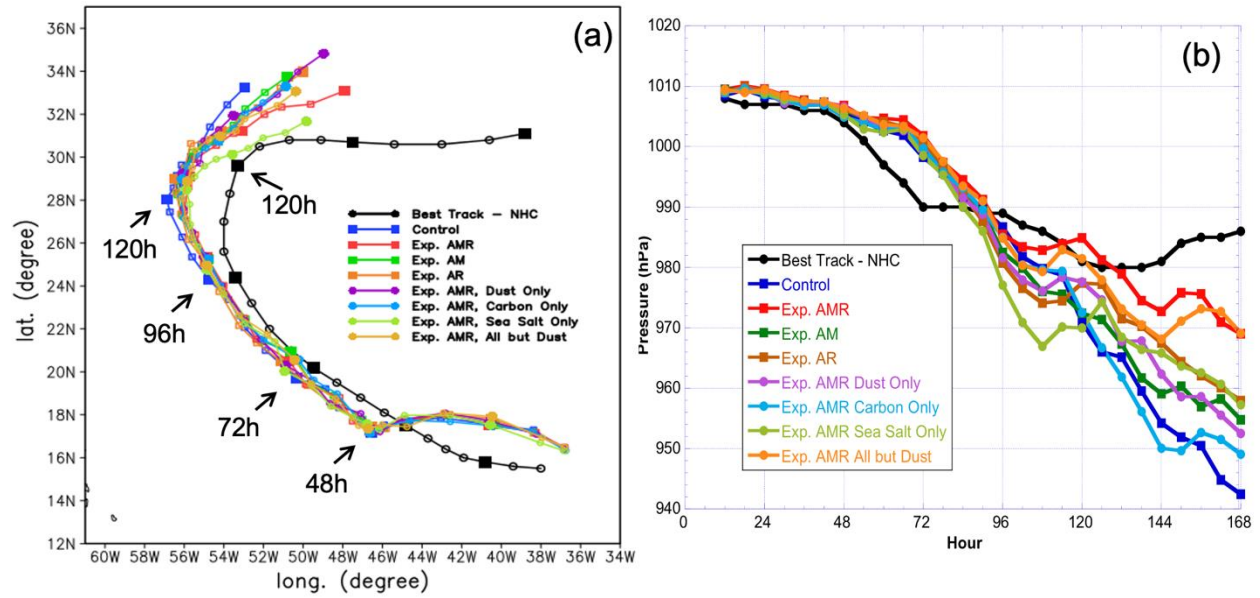 (a)
36N
34N
32N
30N
28N
26N
24N
22N
20N
18N
16N
14N
12N
lat. (degree)
60W 58W 56W 54W 52W 50W 48W 46W 44W 42W 40W 38W 36W 34W
long. (degree)
120h
120h
96h
72h
48h
Best Track – NHC
Control
Exp. AMR
Exp. AM
Exp. AR
Exp. AMR, Dust Only
Exp. AMR, Carbon Only
Exp. AMR, Sea Salt Only
Exp. AMR, All but Dust
(b)
1020
1010
1000
990
980
970
960
950
940
Pressure (hPa)
0 24 48 72 96 120 144 168
Hour
Best Track - NHC
Control
Exp. AMR
Exp. AM
Exp. AR
Exp. AMR Dust Only
Exp. AMR Carbon Only
Exp. AMR Sea Salt Only
Exp. AMR All but Dust